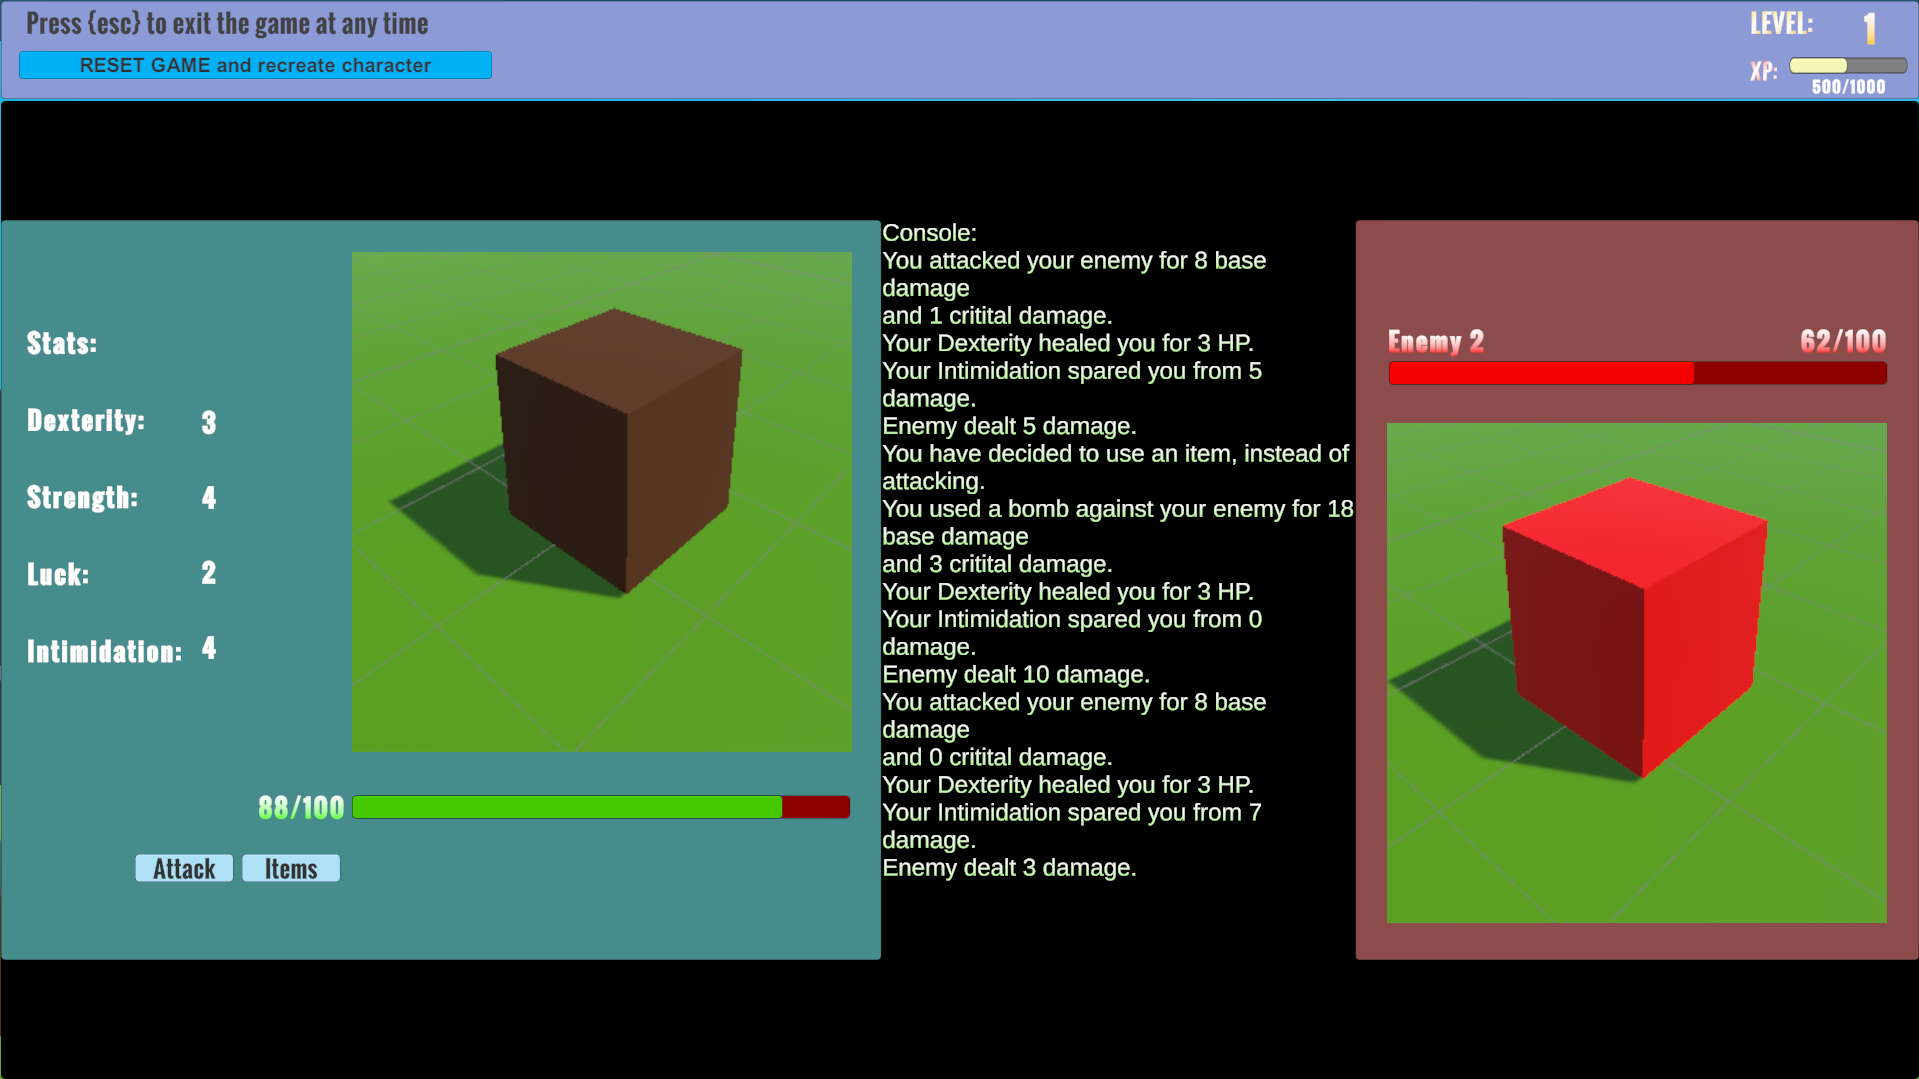 Press {esc} to exit the game at any time
RESET GAME and recreate character
LEVEL: 1
XP:
500/1000
Stats:
Dexterity: 3
Strength: 4
Luck: 2
Intimidation: 4
88/100
Attack
Items
Console:
You attacked your enemy for 8 base
damage
and 1 critital damage.
Your Dexterity healed you for 3 HP.
Your Intimidation spared you from 5
damage.
Enemy dealt 5 damage.
You have decided to use an item, instead of
attacking.
You used a bomb against your enemy for 18
base damage
and 3 critital damage.
Your Dexterity healed you for 3 HP.
Your Intimidation spared you from 0
damage.
Enemy dealt 10 damage.
You attacked your enemy for 8 base
damage
and 0 critital damage.
Your Dexterity healed you for 3 HP.
Your Intimidation spared you from 7
damage.
Enemy dealt 3 damage.
Enemy 2
62/100